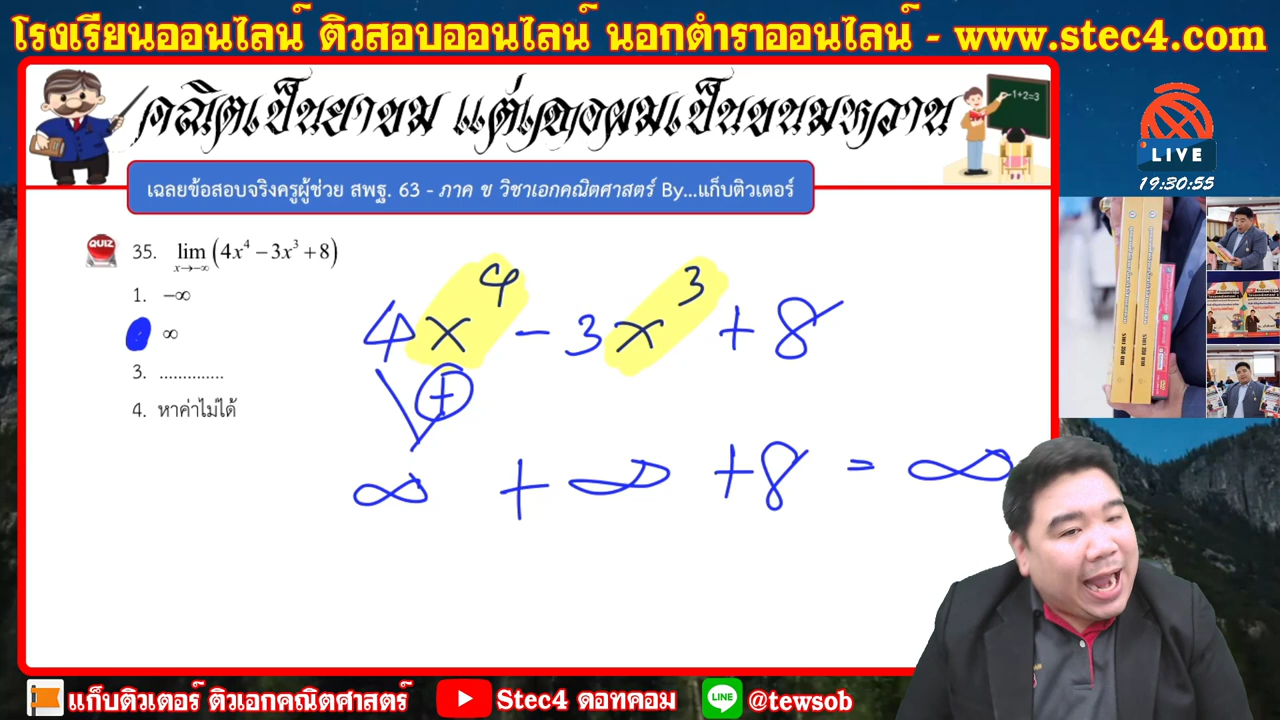 โรงเรียนออนไลน์ ติวสอบออนไลน์ นอกตำราออนไลน์ - www.stec4.com
คณิตเป็นยาขม แต่เจอผมเป็นขนมหวาน
1+2=3
LIVE
19:30:55
เฉลยข้อสอบจริงครูผู้ช่วย สพฐ. 63 - ภาค ข วิชาเอกคณิตศาสตร์ By...แก็บติวเตอร์
QUIZ
35. lim x→-∞ (4x⁴ - 3x³ + 8)
1. -∞
∞
3. ..............
4. หาค่าไม่ได้
4x⁴ - 3x³ + 8
+
∞ + ∞ + 8 = ∞
แก็บติวเตอร์ ติวเอกคณิตศาสตร์
Stec4 ดอทคอม
LINE
@tewsob